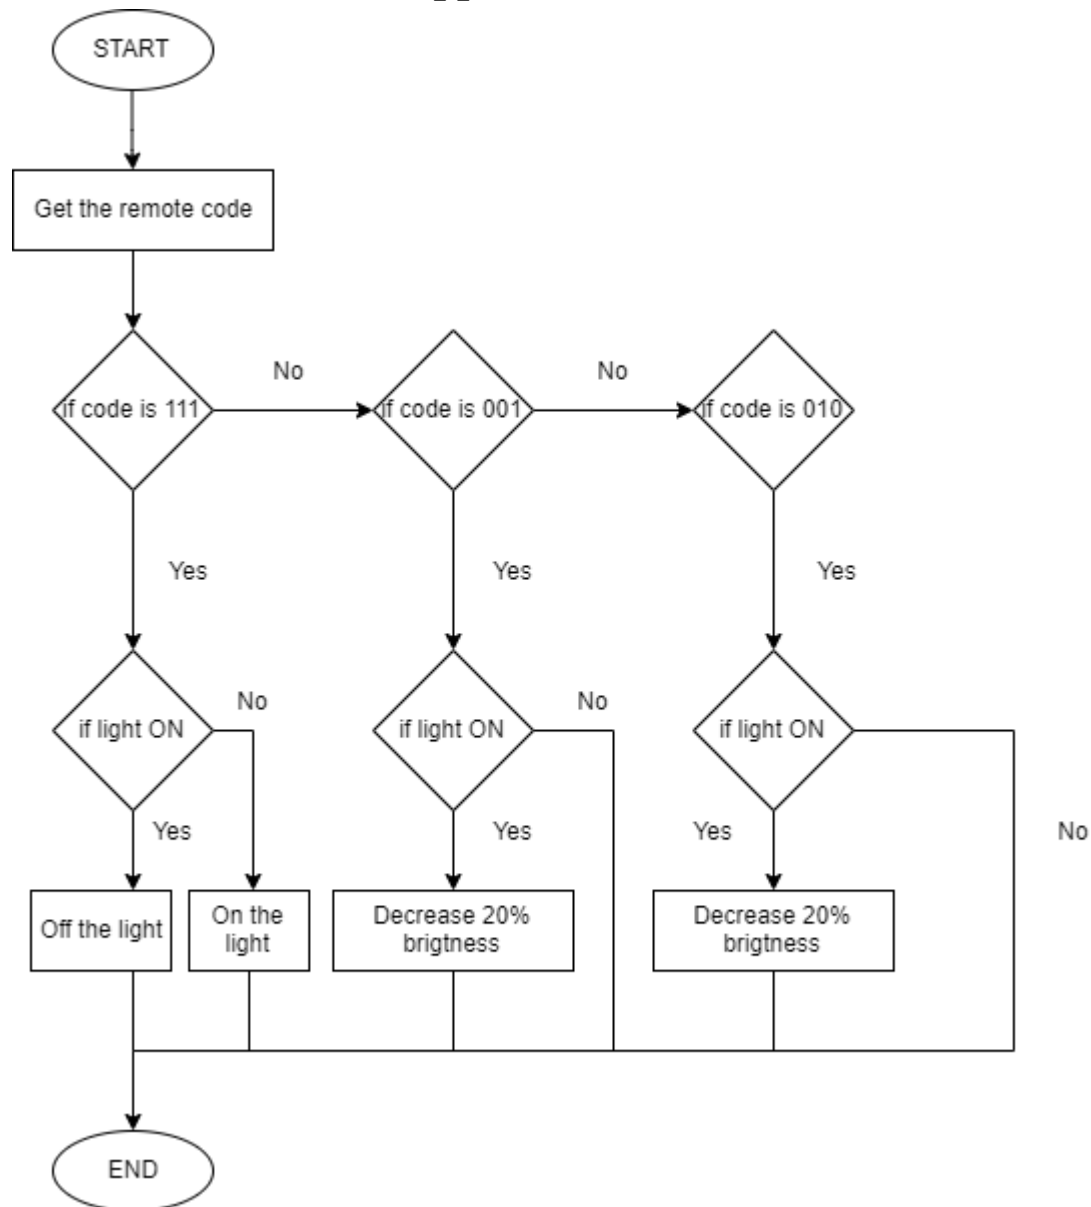 START
Get the remote code
if code is 111
No
if code is 001
No
if code is 010
Yes
Yes
Yes
if light ON
No
if light ON
No
if light ON
Yes
Yes
Yes
No
Off the light
On the
light
Decrease 20%
brigtness
Decrease 20%
brigtness
END